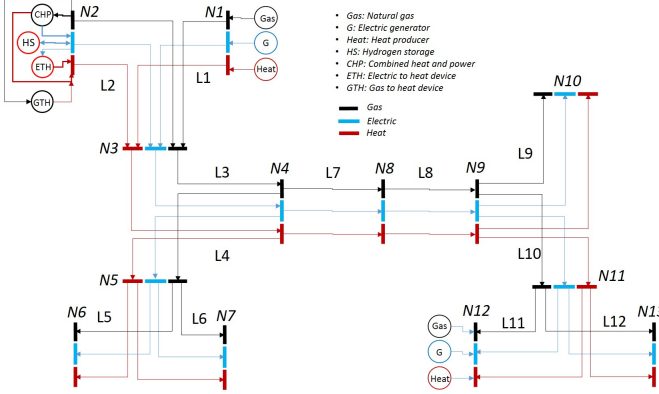 CHP
N2
HS
ETH
GTH
L2
N1
Gas
G
Heat
L1
• Gas: Natural gas
• G: Electric generator
• Heat: Heat producer
• HS: Hydrogen storage
• CHP: Combined heat and power
• ETH: Electric to heat device
• GTH: Gas to heat device
Gas
Electric
Heat
N10
N3
L3
N4
L7
N8
L8
N9
L9
L4
L10
N5
N11
N6
L5
L6
N7
N12
L11
L12
N13
Gas
G
Heat